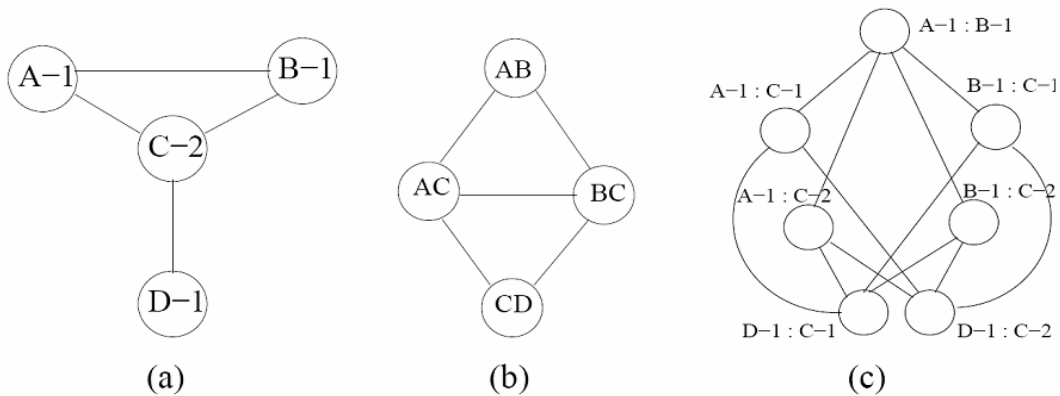 A−1
B−1
C−2
D−1
(a)
AB
AC
BC
CD
(b)
A−1 : B−1
A−1 : C−1
B−1 : C−1
A−1 : C−2
B−1 : C−2
D−1 : C−1
D−1 : C−2
(c)